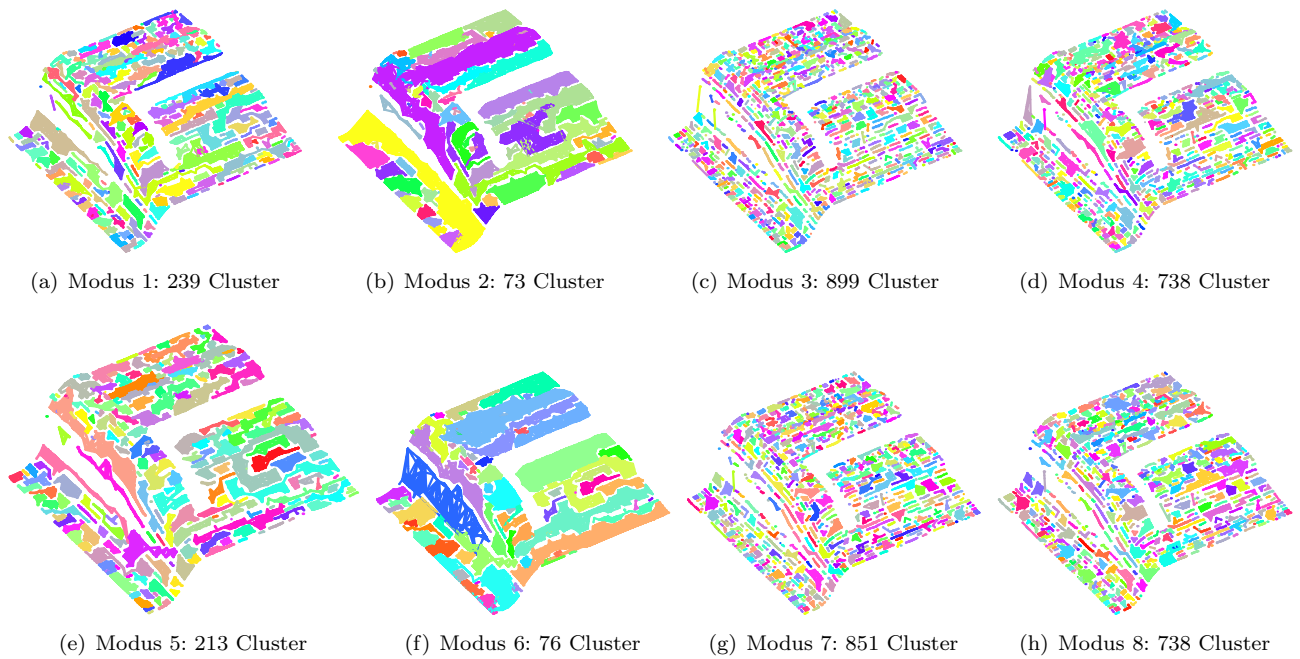 (a) Modus 1: 239 Cluster
(b) Modus 2: 73 Cluster
(c) Modus 3: 899 Cluster
(d) Modus 4: 738 Cluster
(e) Modus 5: 213 Cluster
(f) Modus 6: 76 Cluster
(g) Modus 7: 851 Cluster
(h) Modus 8: 738 Cluster